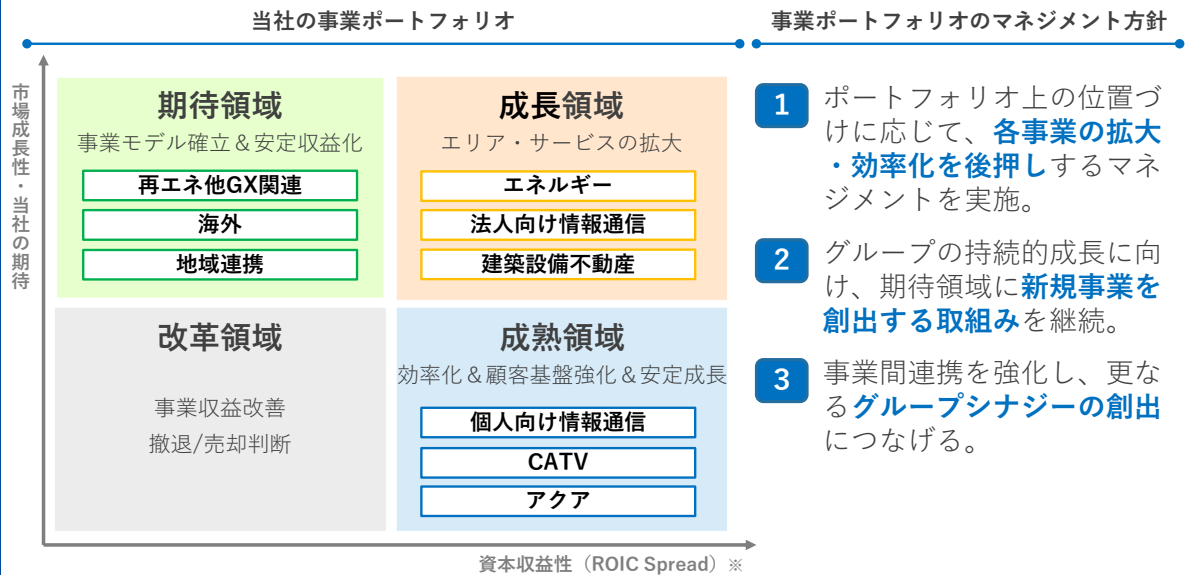 当社の事業ポートフォリオ
事業ポートフォリオのマネジメント方針
市場成長性・当社の期待
期待領域
事業モデル確立＆安定収益化
再エネ他GX関連
海外
地域連携
成長領域
エリア・サービスの拡大
エネルギー
法人向け情報通信
建築設備不動産
改革領域
事業収益改善
撤退/売却判断
成熟領域
効率化＆顧客基盤強化＆安定成長
個人向け情報通信
CATV
アクア
資本収益性（ROIC Spread）※
1
ポートフォリオ上の位置づ
けに応じて、各事業の拡大
・効率化を後押しするマネ
ジメントを実施。
2
グループの持続的成長に向
け、期待領域に新規事業を
創出する取組みを継続。
3
事業間連携を強化し、更な
るグループシナジーの創出
につなげる。